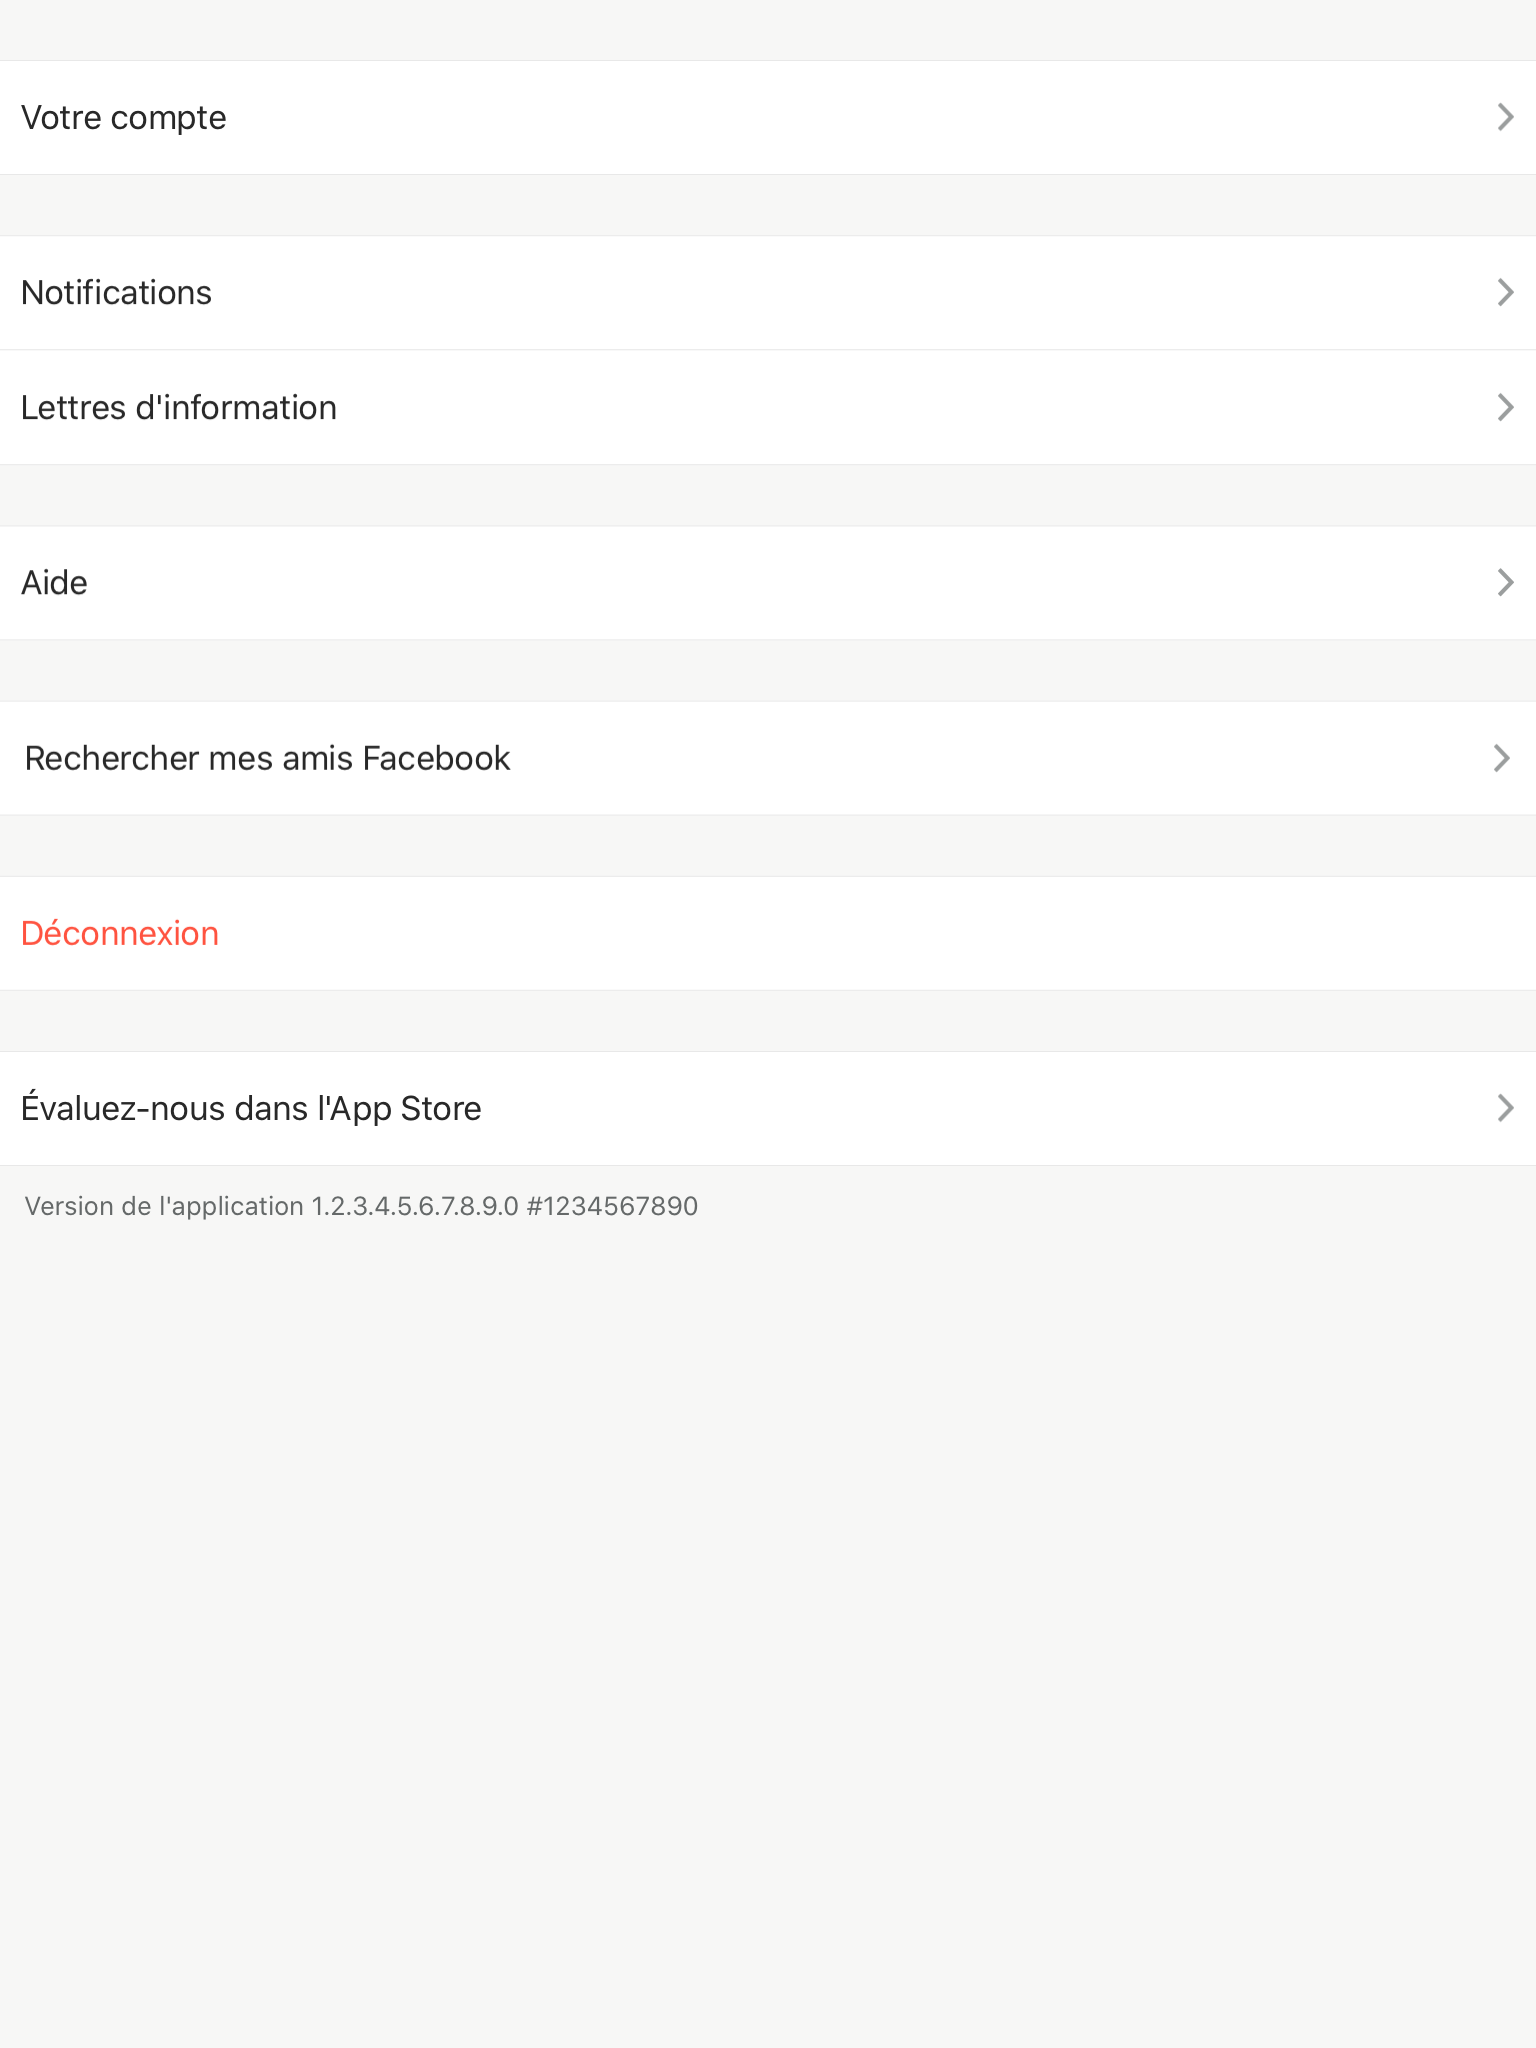 Votre compte
Notifications
Lettres d'information
Aide
Rechercher mes amis Facebook
Déconnexion
Évaluez-nous dans l'App Store
Version de l'application 1.2.3.4.5.6.7.8.9.0 #1234567890